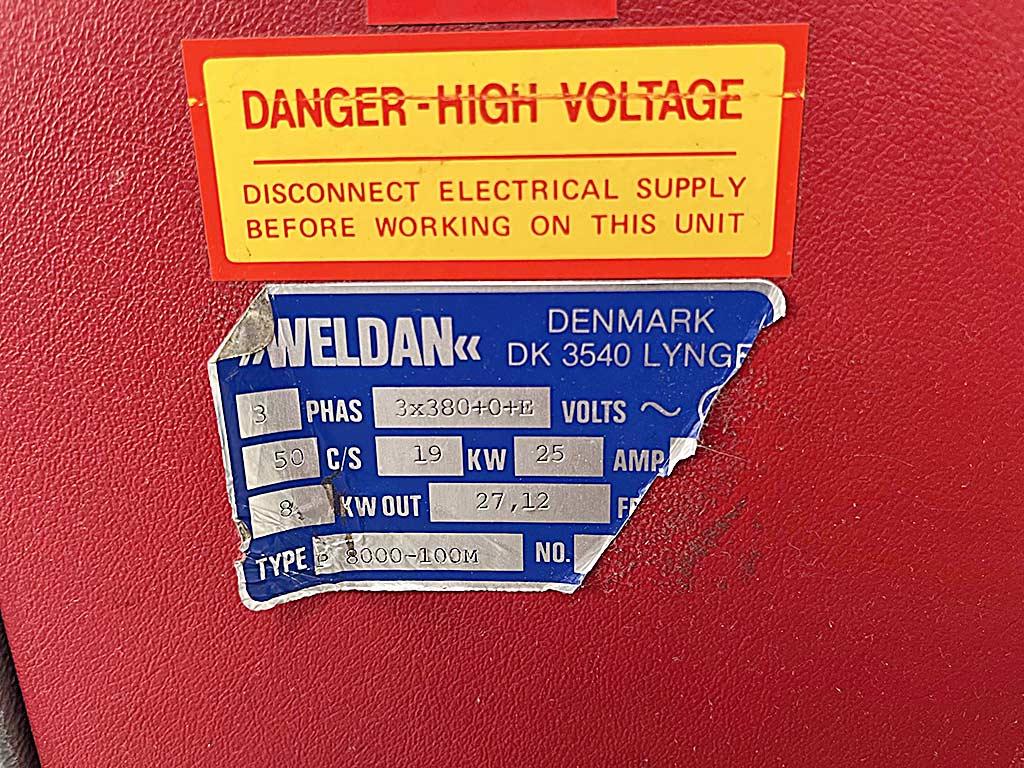 DANGER - HIGH VOLTAGE
DISCONNECT ELECTRICAL SUPPLY
BEFORE WORKING ON THIS UNIT
»WELDAN«
DENMARK
DK 3540 LYNGE
3 PHAS 3x380+0+E VOLTS ~
50 C/S 19 KW 25 AMP
8 KW OUT 27,12
TYPE P 8000-100M NO.